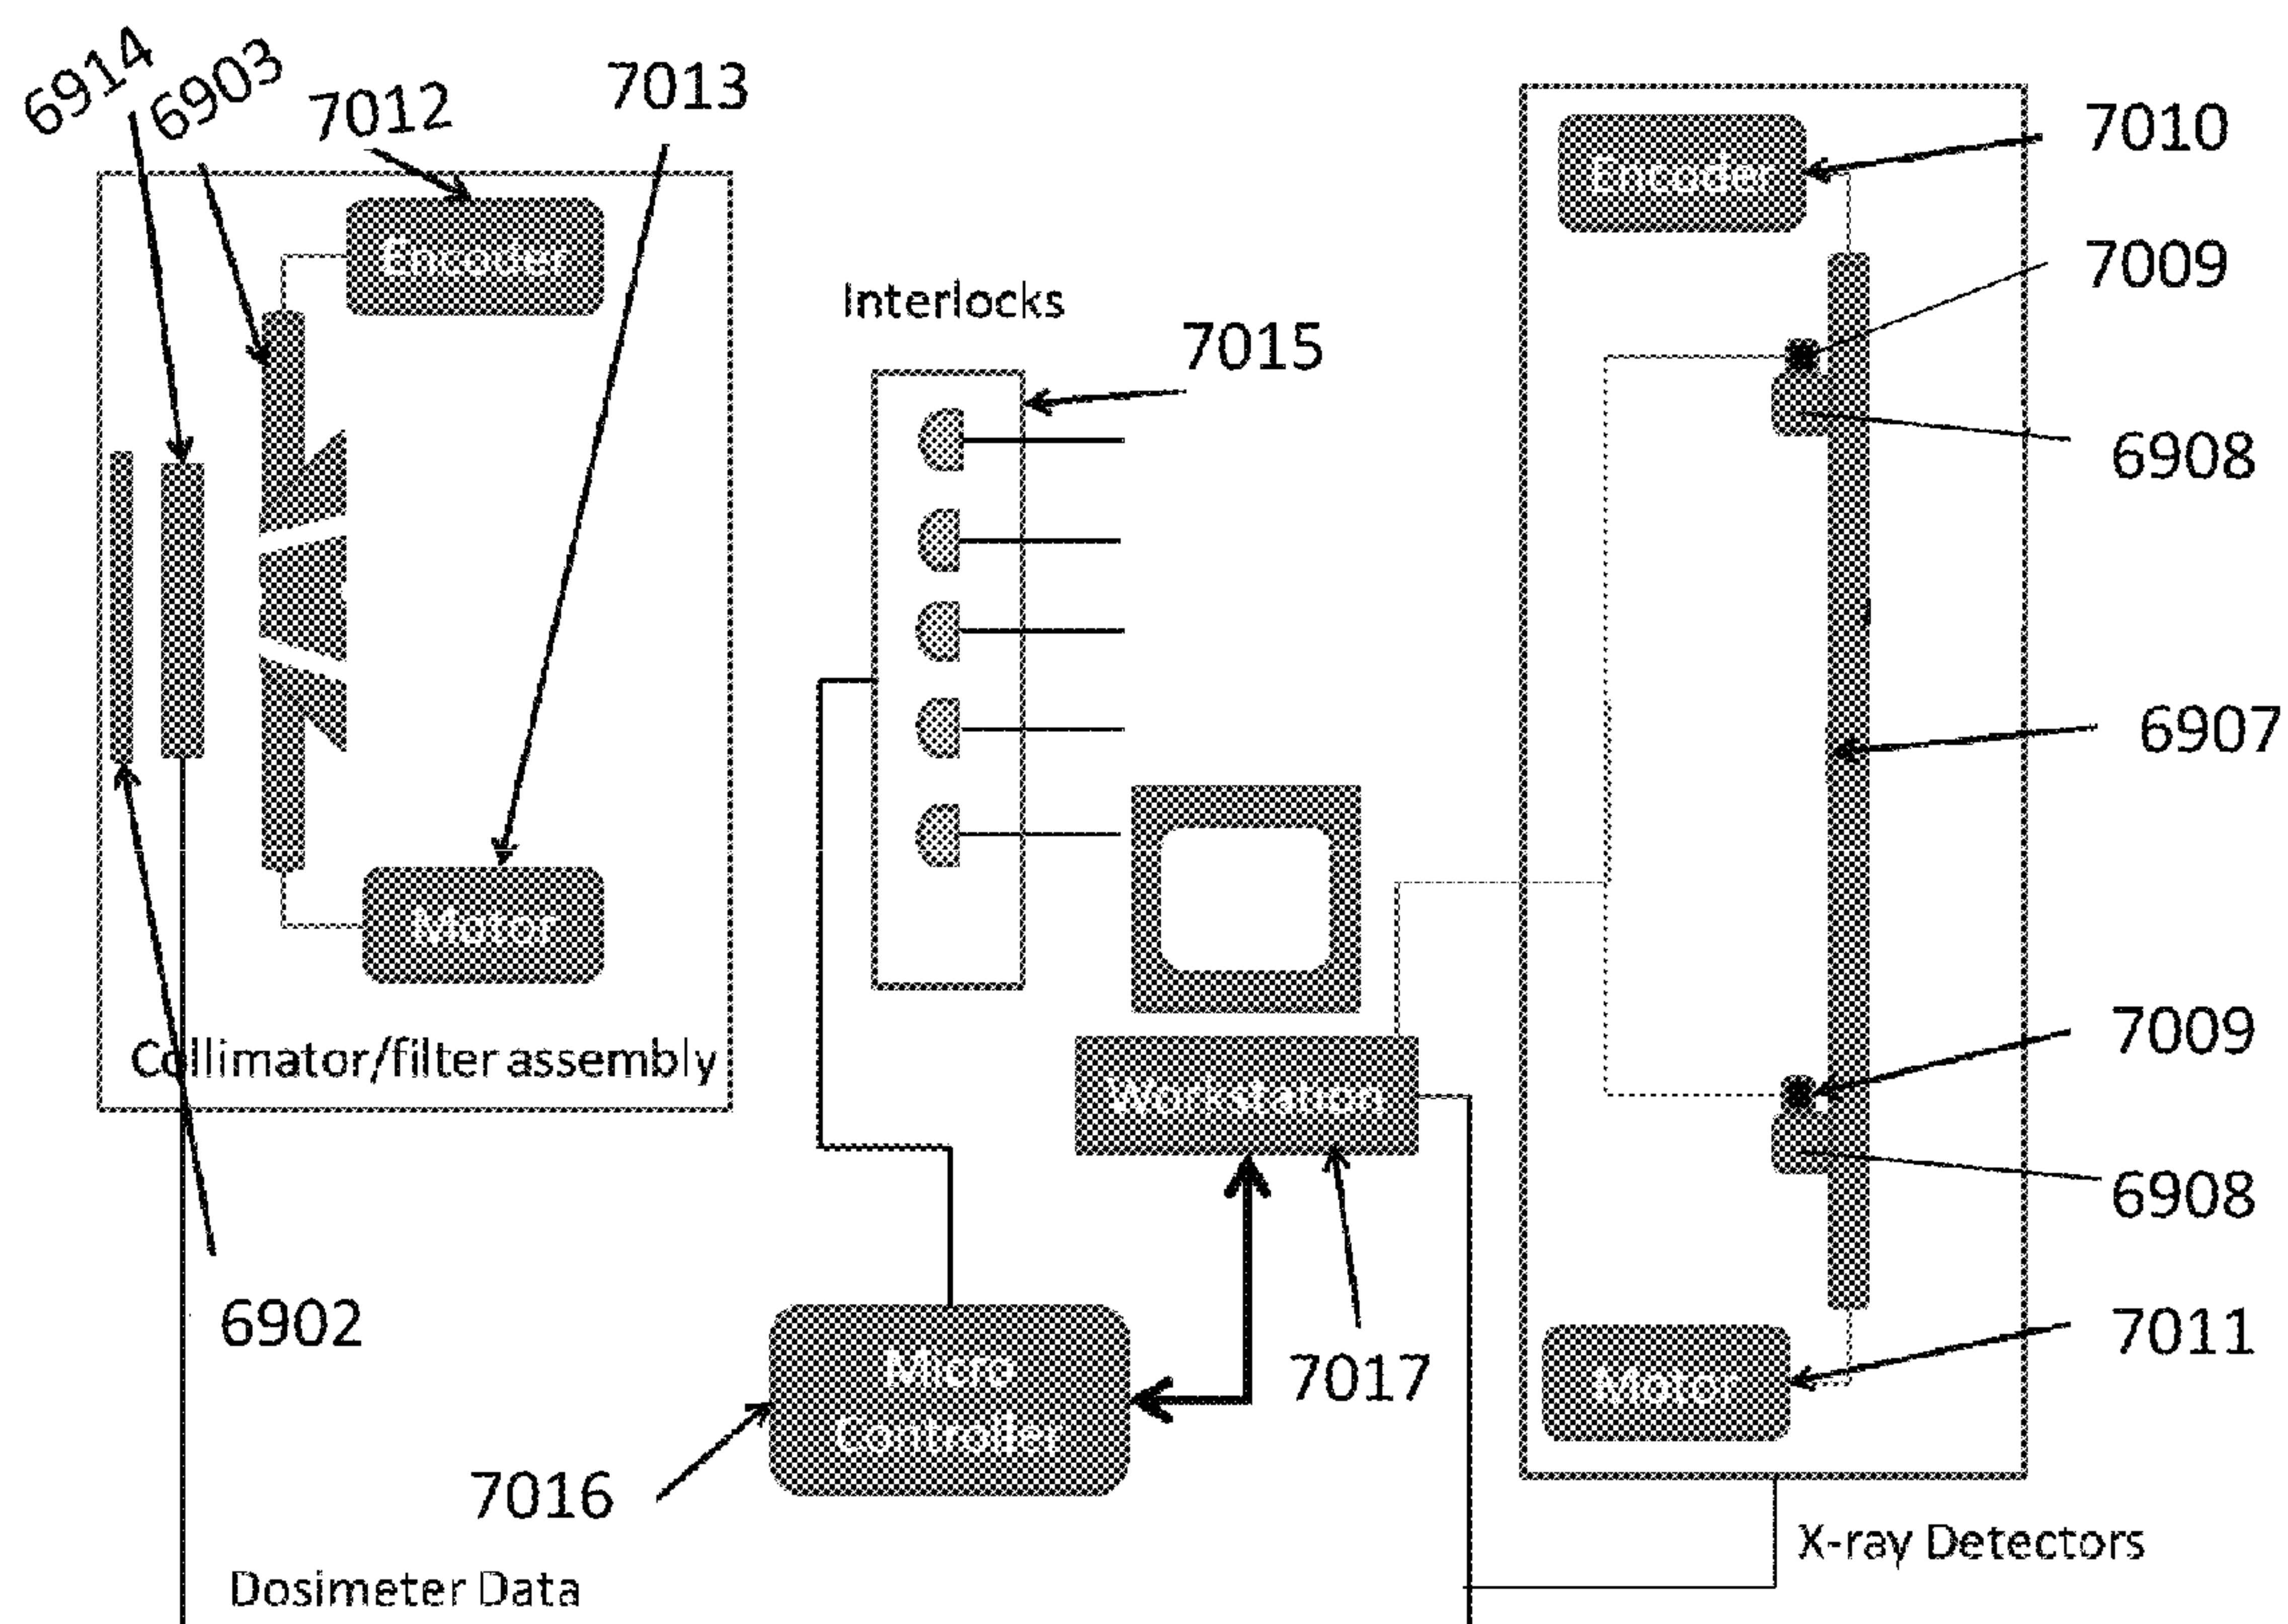 6914
6903
7012
7013
Encoder
Motor
Collimator/filter assembly
6902
Interlocks
7015
Workstation
7017
Micro
Controller
7016
Dosimeter Data
Encoder
7010
7009
6908
6907
7009
6908
7011
Motor
X-ray Detectors